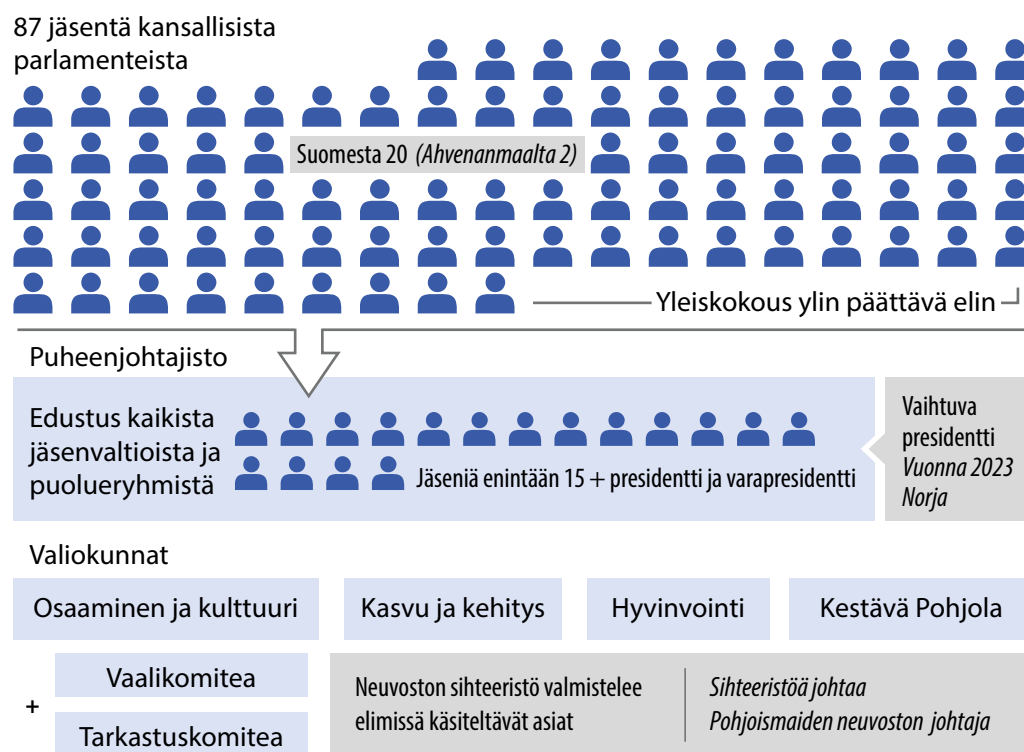 87 jäsentä kansallisista
parlamenteista
Suomesta 20 (Ahvenanmaalta 2)
Yleiskokous ylin päättävä elin
Puheenjohtajisto
Edustus kaikista
jäsenvaltioista ja
puolueryhmistä
Jäseniä enintään 15 + presidentti ja varapresidentti
Vaihtuva
presidentti
Vuonna 2023
Norja
Valiokunnat
Osaaminen ja kulttuuri
Kasvu ja kehitys
Hyvinvointi
Kestävä Pohjola
+
Vaalikomitea
Tarkastuskomitea
Neuvoston sihteeristö valmistelee
elimissä käsiteltävät asiat
Sihteeristöä johtaa
Pohjoismaiden neuvoston johtaja